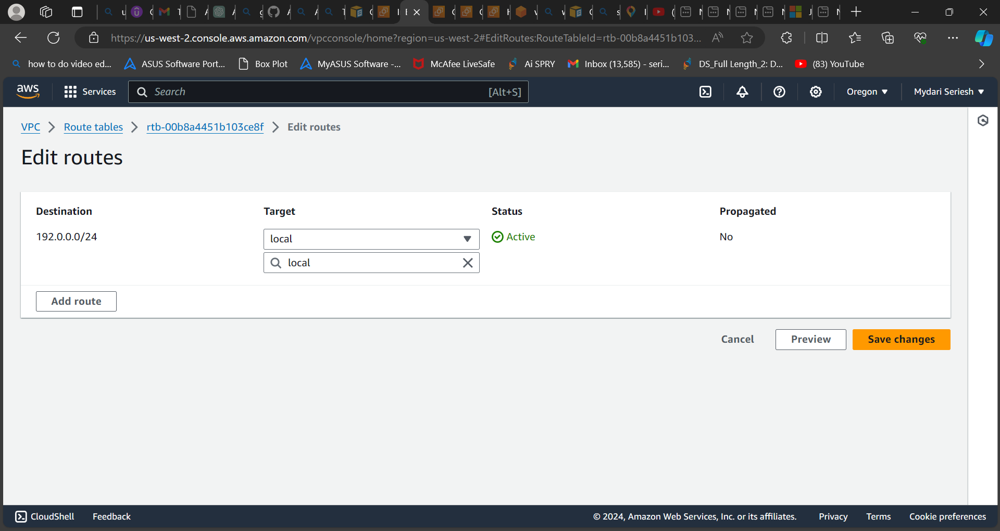 https://us-west-2.console.aws.amazon.com/vpcconsole/home?region=us-west-2#EditRoutes:RouteTableId=rtb-00b8a4451b103...
how to do video ed... ASUS Software Port... Box Plot MyASUS Software -... McAfee LiveSafe Ai SPRY Inbox (13,585) - seri... DS_Full Length_2: D... (83) YouTube
aws Services Search [Alt+S] Oregon Mydari Seriesh
VPC Route tables rtb-00b8a4451b103ce8f Edit routes
Edit routes
Destination Target Status Propagated
192.0.0.0/24 local Active No
local
Add route
Cancel Preview Save changes
CloudShell Feedback © 2024, Amazon Web Services, Inc. or its affiliates. Privacy Terms Cookie preferences